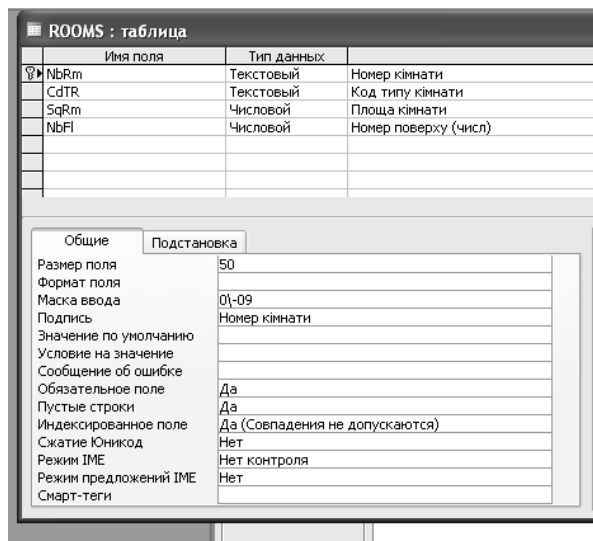 ROOMS : таблица
Имя поля Тип данных
NbRm Текстовый Номер кімнати
CdTR Текстовый Код типу кімнати
SqRm Числовой Площа кімнати
NbFl Числовой Номер поверху (числ)
Общие Подстановка
Размер поля 50
Формат поля
Маска ввода 0\-09
Подпись Номер кімнати
Значение по умолчанию
Условие на значение
Сообщение об ошибке
Обязательное поле Да
Пустые строки Да
Индексированное поле Да (Совпадения не допускаются)
Сжатие Юникод Нет
Режим IME Нет контроля
Режим предложений IME Нет
Смарт-теги